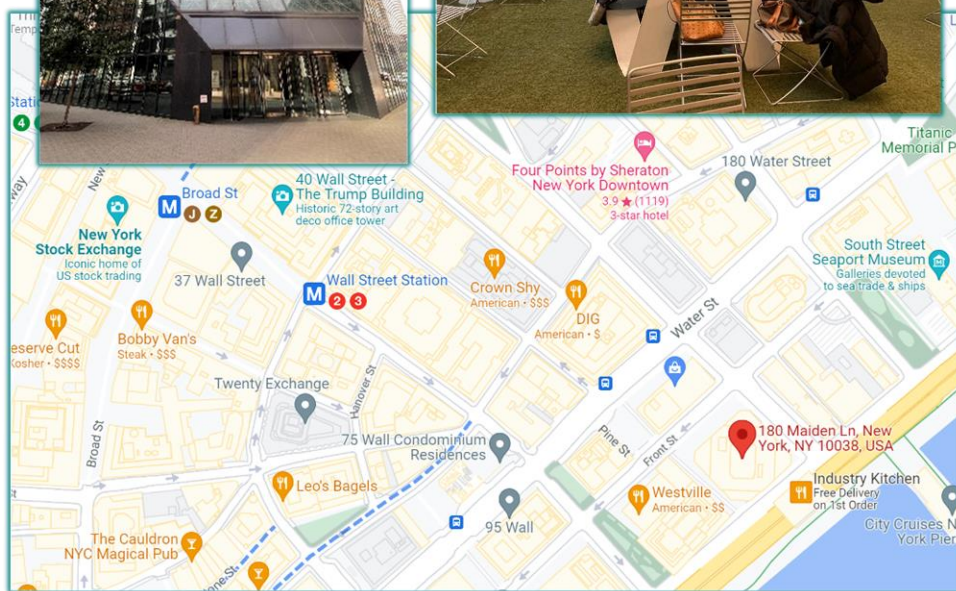 Broad St
J Z
40 Wall Street -
The Trump Building
Historic 72-story art
deco office tower
New York
Stock Exchange
Iconic home of
US stock trading
37 Wall Street
M
Wall Street Station
2 3
M
4
New
Four Points by Sheraton
New York Downtown
3.9 ★ (1119)
3-star hotel
180 Water Street
Titanic
Memorial P
South Street
Seaport Museum
Galleries devoted
to sea trade & ships
Crown Shy
American • $$$
DIG
American • $
Water St
Bobby Van's
Steak • $$$
eserve Cut
Kosher • $$$$
Twenty Exchange
Hanover St
Broad St
75 Wall Condominium
Residences
Pine St
Front St
180 Maiden Ln, New
York, NY 10038, USA
Leo's Bagels
Westville
American • $$
Industry Kitchen
Free Delivery
on 1st Order
95 Wall
City Cruises N
York Pier
The Cauldron
NYC Magical Pub
one St